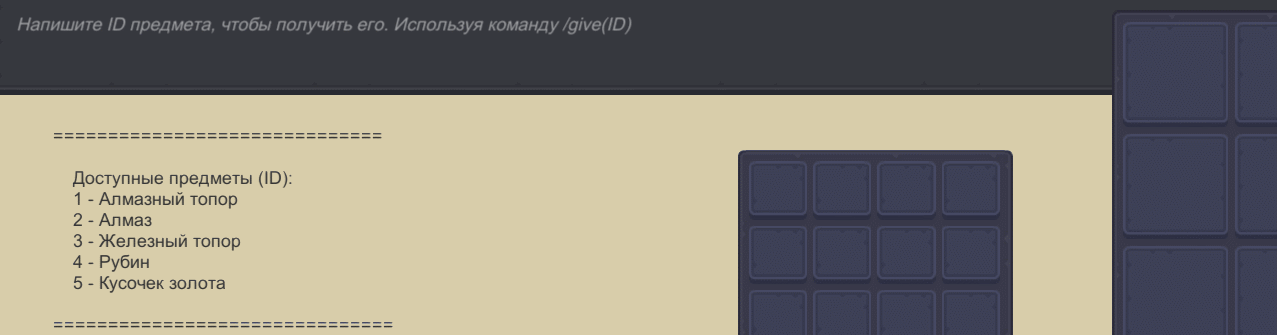 Напишите ID предмета, чтобы получить его. Используя команду /give(ID)
==============================
Доступные предметы (ID):
1 - Алмазный топор
2 - Алмаз
3 - Железный топор
4 - Рубин
5 - Кусочек золота
===============================